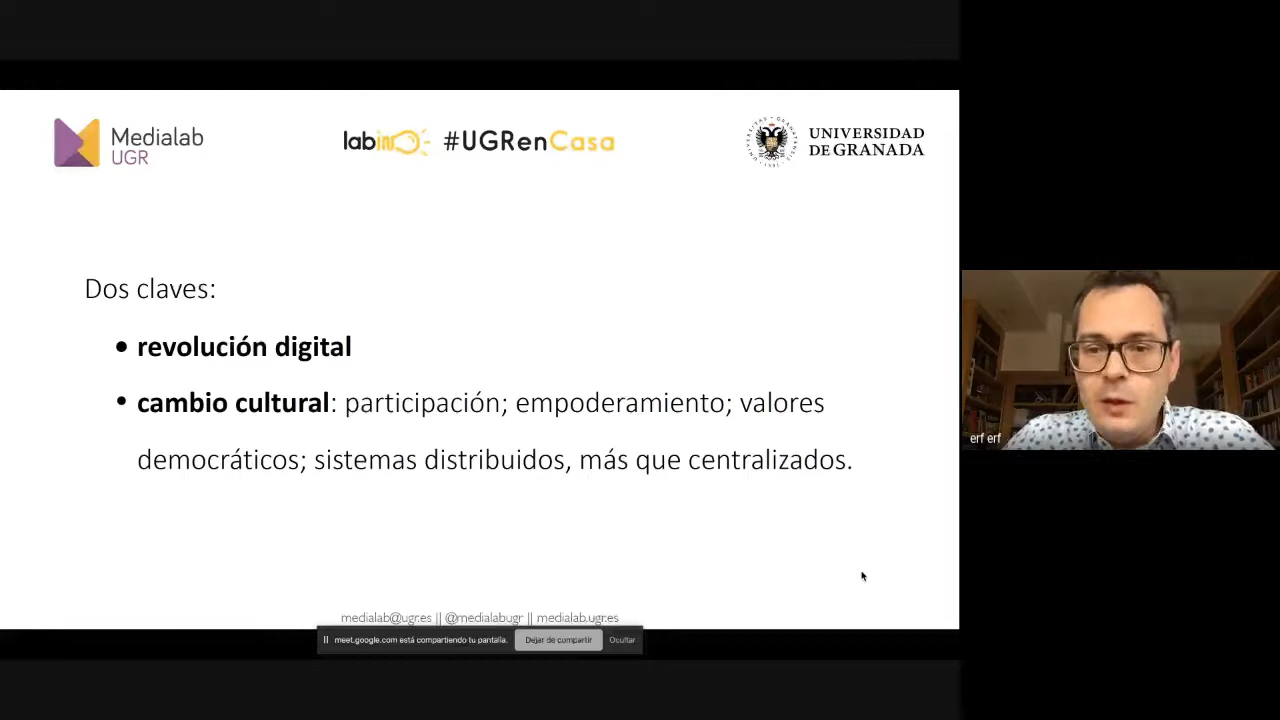 Medialab
UGR
labin #UGRenCasa
UNIVERSIDAD
DE GRANADA
Dos claves:
• revolución digital
• cambio cultural: participación; empoderamiento; valores
democráticos; sistemas distribuidos, más que centralizados.
erf erf
medialab@ugr.es || @medialabugr || medialab.ugr.es
meet.google.com está compartiendo tu pantalla. Dejar de compartir Ocultar